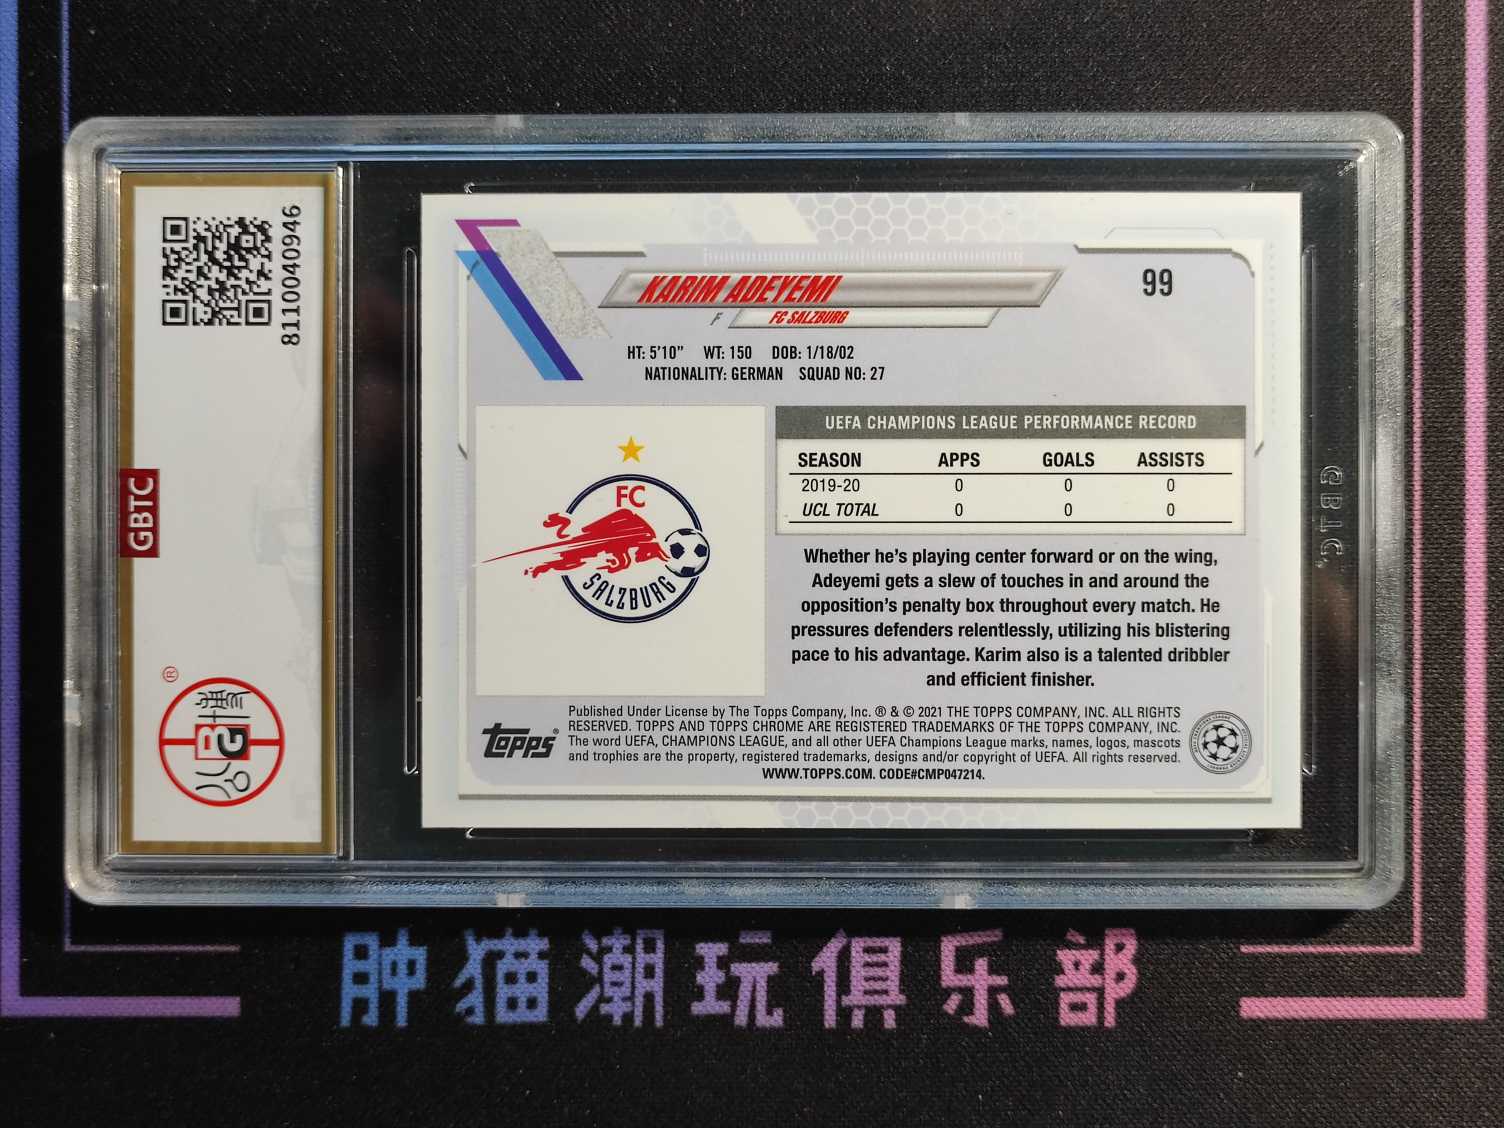 8110040946
GBTC
®
公博
GB
KARIM ADEYEMI
99
F
FC SALZBURG
HT: 5'10" WT: 150 DOB: 1/18/02
NATIONALITY: GERMAN SQUAD NO: 27
FC
SALZBURG
UEFA CHAMPIONS LEAGUE PERFORMANCE RECORD
SEASON APPS GOALS ASSISTS
2019-20 0 0 0
UCL TOTAL 0 0 0
Whether he's playing center forward or on the wing,
Adeyemi gets a slew of touches in and around the
opposition's penalty box throughout every match. He
pressures defenders relentlessly, utilizing his blistering
pace to his advantage. Karim also is a talented dribbler
and efficient finisher.
Topps
Published Under License by The Topps Company, Inc. ® & © 2021 THE TOPPS COMPANY, INC. ALL RIGHTS
RESERVED. TOPPS AND TOPPS CHROME ARE REGISTERED TRADEMARKS OF THE TOPPS COMPANY, INC.
The word UEFA, CHAMPIONS LEAGUE, and all other UEFA Champions League marks, names, logos, mascots
and trophies are the property, registered trademarks, designs and/or copyright of UEFA. All rights reserved.
WWW.TOPPS.COM. CODE#CMP047214.
GBTC
肿猫潮玩俱乐部